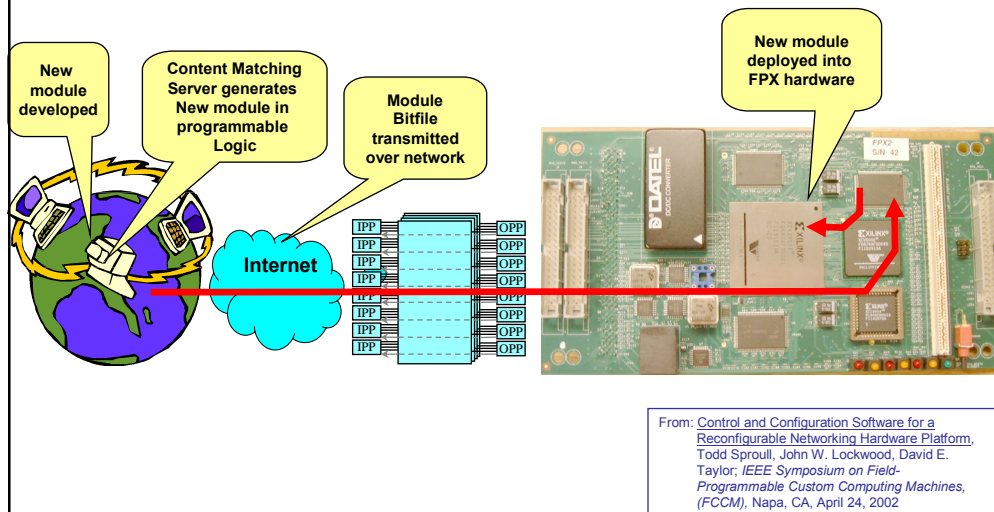 New
module
developed
Content Matching
Server generates
New module in
programmable
Logic
Module
Bitfile
transmitted
over network
New module
deployed into
FPX hardware
Internet
IPP
IPP
IPP
IPP
IPP
IPP
IPP
IPP
OPP
OPP
OPP
OPP
OPP
OPP
OPP
OPP
DATEL
DC/DC CONVERTER
FPX2
S/N 42
XILINX®
XILINX®
From: Control and Configuration Software for a
Reconfigurable Networking Hardware Platform,
Todd Sproull, John W. Lockwood, David E.
Taylor; IEEE Symposium on Field-
Programmable Custom Computing Machines,
(FCCM), Napa, CA, April 24, 2002